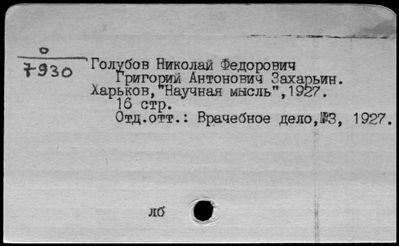 о
7930
Голубов Николай Федорович
Григорий Антонович Захарьин.
Харьков,"Научная мысль",1927.
16 стр.
Отд.отт.: Врачебное дело,№3, 1927.
лб